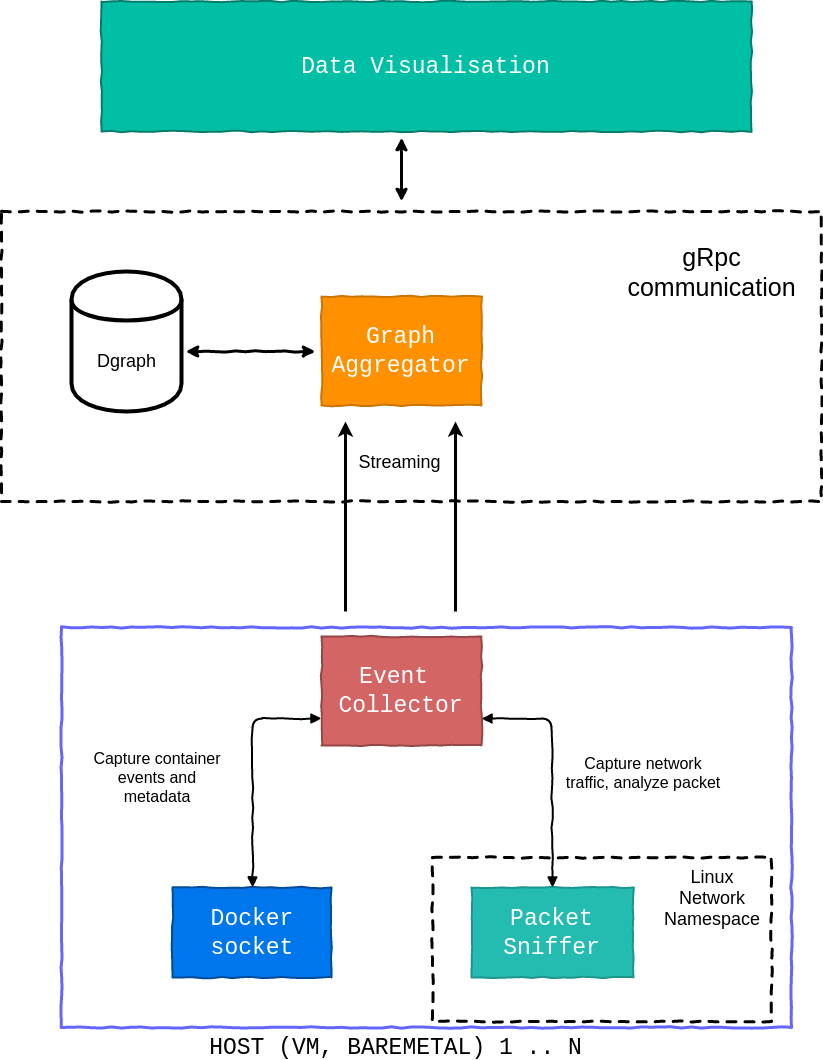 Data Visualisation
gRpc
communication
Graph
Aggregator
Dgraph
Streaming
Event
Collector
Capture container
events and
metadata
Capture network
traffic, analyze packet
Linux
Network
Namespace
Docker
socket
Packet
Sniffer
HOST (VM, BAREMETAL) 1 .. N